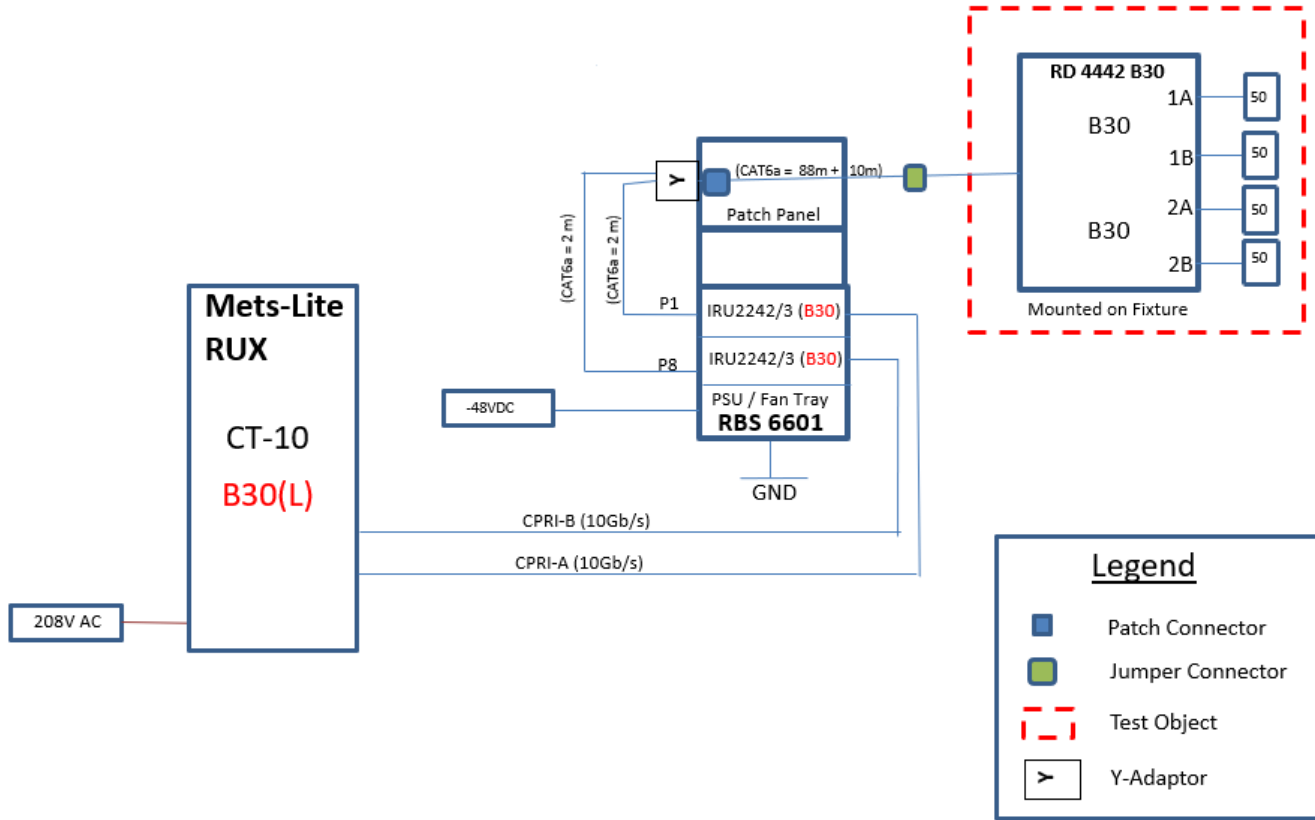 RD 4442 B30
B30
B30
1A
1B
2A
2B
50
50
50
50
Mounted on Fixture
Y
(CAT6a = 88m + 10m)
Patch Panel
(CAT6a = 2 m)
(CAT6a = 2 m)
P1
IRU2242/3 (B30)
P8
IRU2242/3 (B30)
PSU / Fan Tray
RBS 6601
-48VDC
GND
Mets-Lite
RUX
CT-10
B30(L)
CPRI-B (10Gb/s)
CPRI-A (10Gb/s)
208V AC
Legend
Patch Connector
Jumper Connector
Test Object
Y
Y-Adaptor